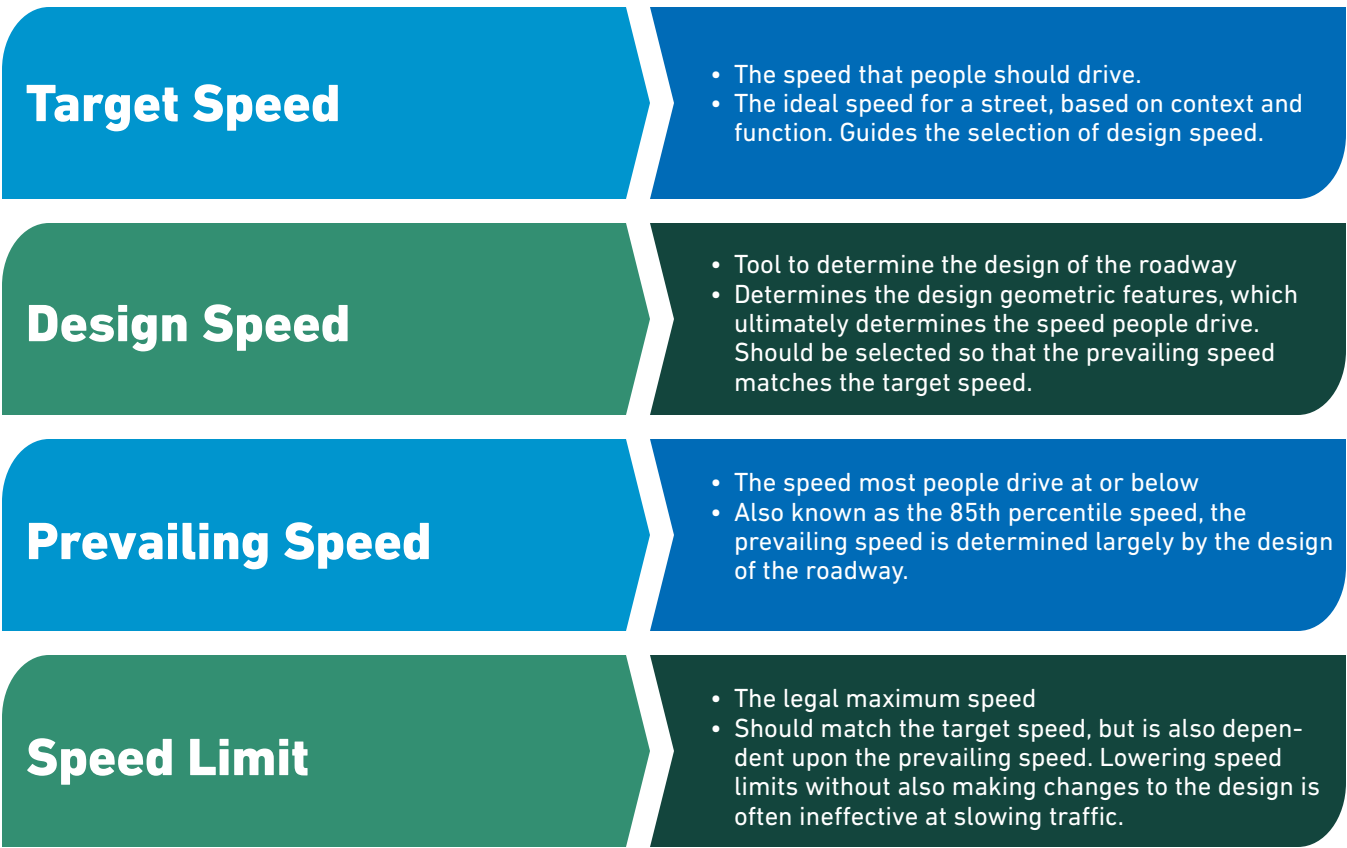 Target Speed
• The speed that people should drive.
• The ideal speed for a street, based on context and
function. Guides the selection of design speed.
Design Speed
• Tool to determine the design of the roadway
• Determines the design geometric features, which
ultimately determines the speed people drive.
Should be selected so that the prevailing speed
matches the target speed.
Prevailing Speed
• The speed most people drive at or below
• Also known as the 85th percentile speed, the
prevailing speed is determined largely by the design
of the roadway.
Speed Limit
• The legal maximum speed
• Should match the target speed, but is also depen-
dent upon the prevailing speed. Lowering speed
limits without also making changes to the design is
often ineffective at slowing traffic.